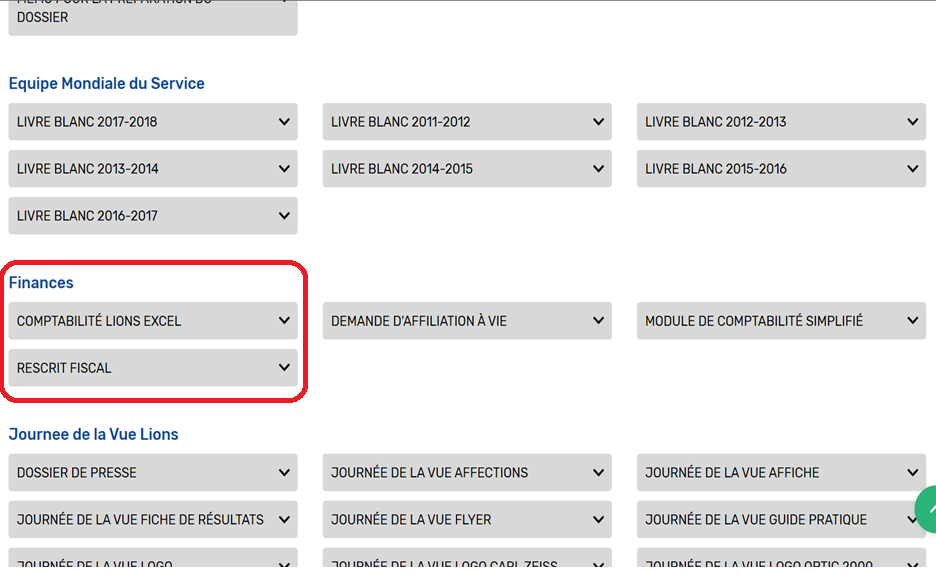 MEMO POUR LA PRÉPARATION DU
DOSSIER
Equipe Mondiale du Service
LIVRE BLANC 2017-2018
LIVRE BLANC 2011-2012
LIVRE BLANC 2012-2013
LIVRE BLANC 2013-2014
LIVRE BLANC 2014-2015
LIVRE BLANC 2015-2016
LIVRE BLANC 2016-2017
Finances
COMPTABILITÉ LIONS EXCEL
DEMANDE D'AFFILIATION À VIE
MODULE DE COMPTABILITÉ SIMPLIFIÉ
RESCRIT FISCAL
Journee de la Vue Lions
DOSSIER DE PRESSE
JOURNÉE DE LA VUE AFFECTIONS
JOURNÉE DE LA VUE AFFICHE
JOURNÉE DE LA VUE FICHE DE RÉSULTATS
JOURNÉE DE LA VUE FLYER
JOURNÉE DE LA VUE GUIDE PRATIQUE
JOURNÉE DE LA VUE LOGO
JOURNÉE DE LA VUE LOGO CARL ZEISS
JOURNÉE DE LA VUE LOGO OPTIC 2000